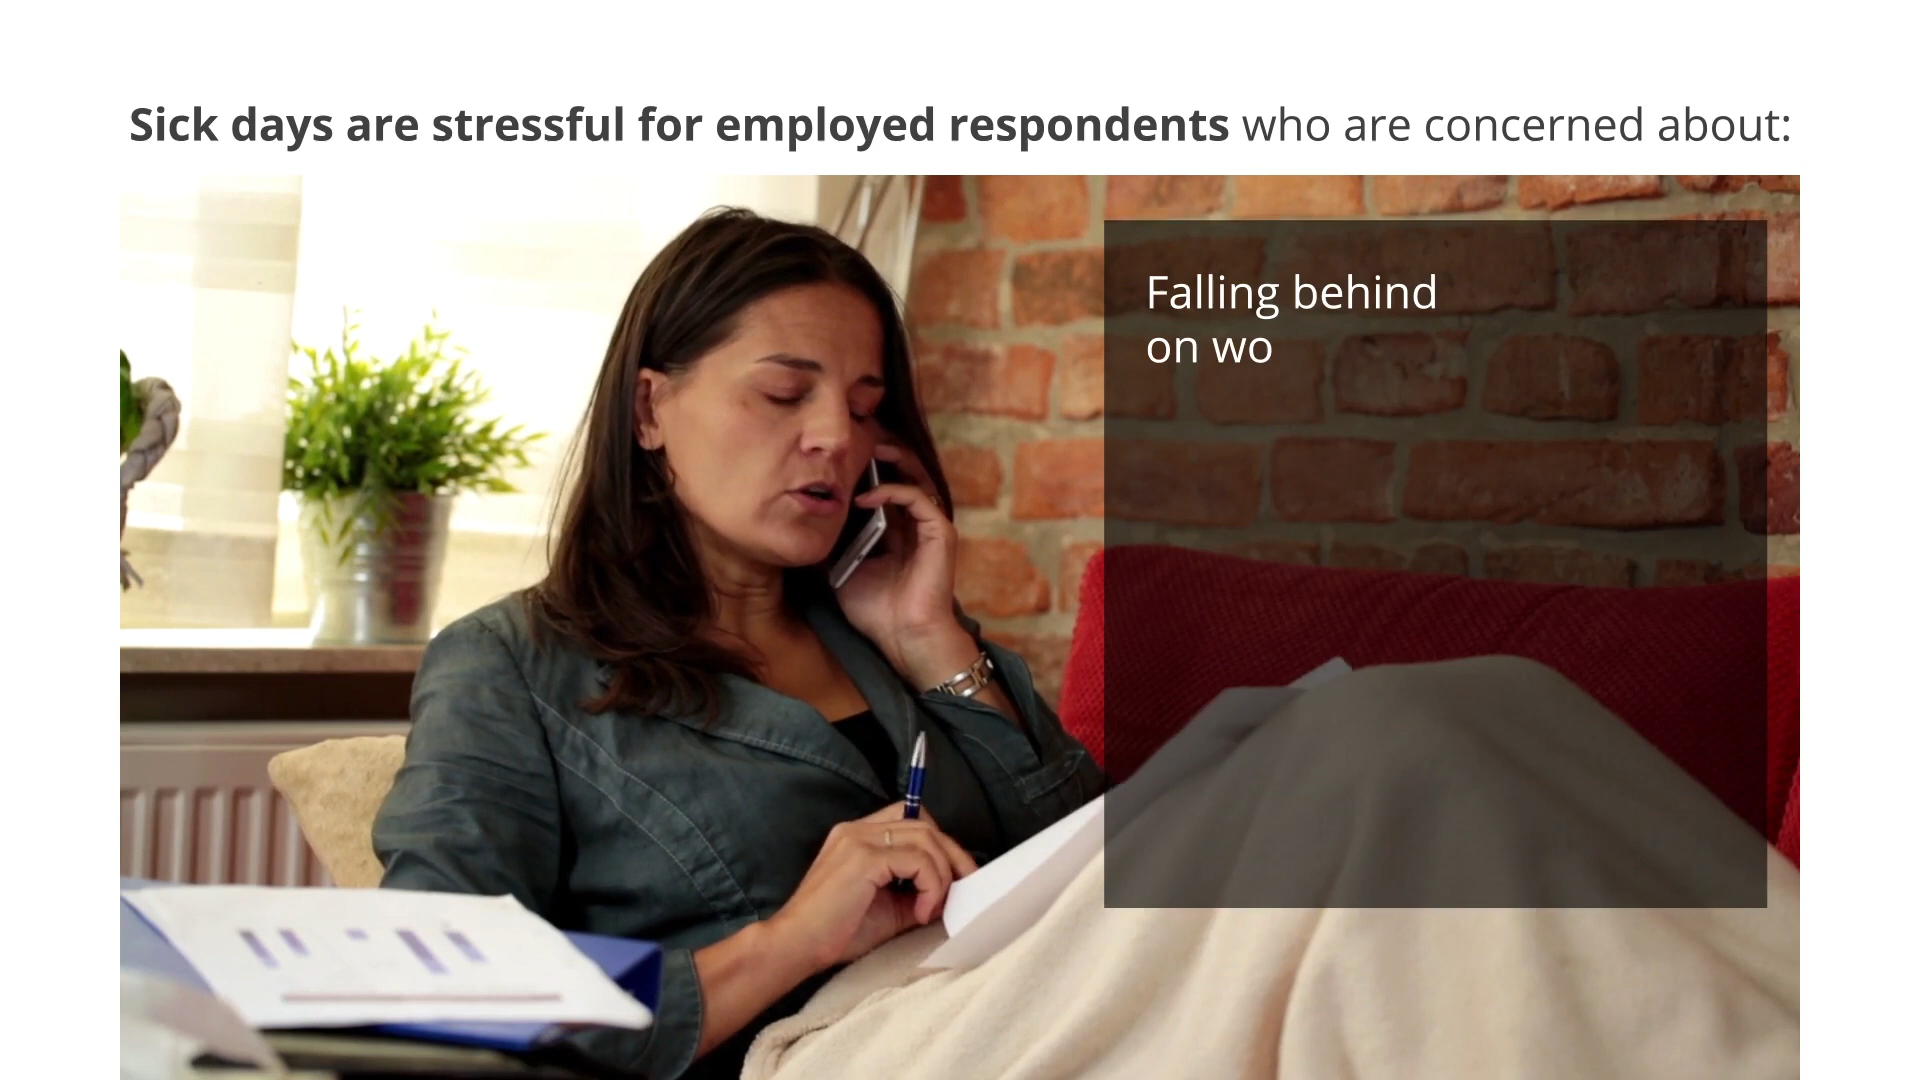 Sick days are stressful for employed respondents who are concerned about:
Falling behind
on wo